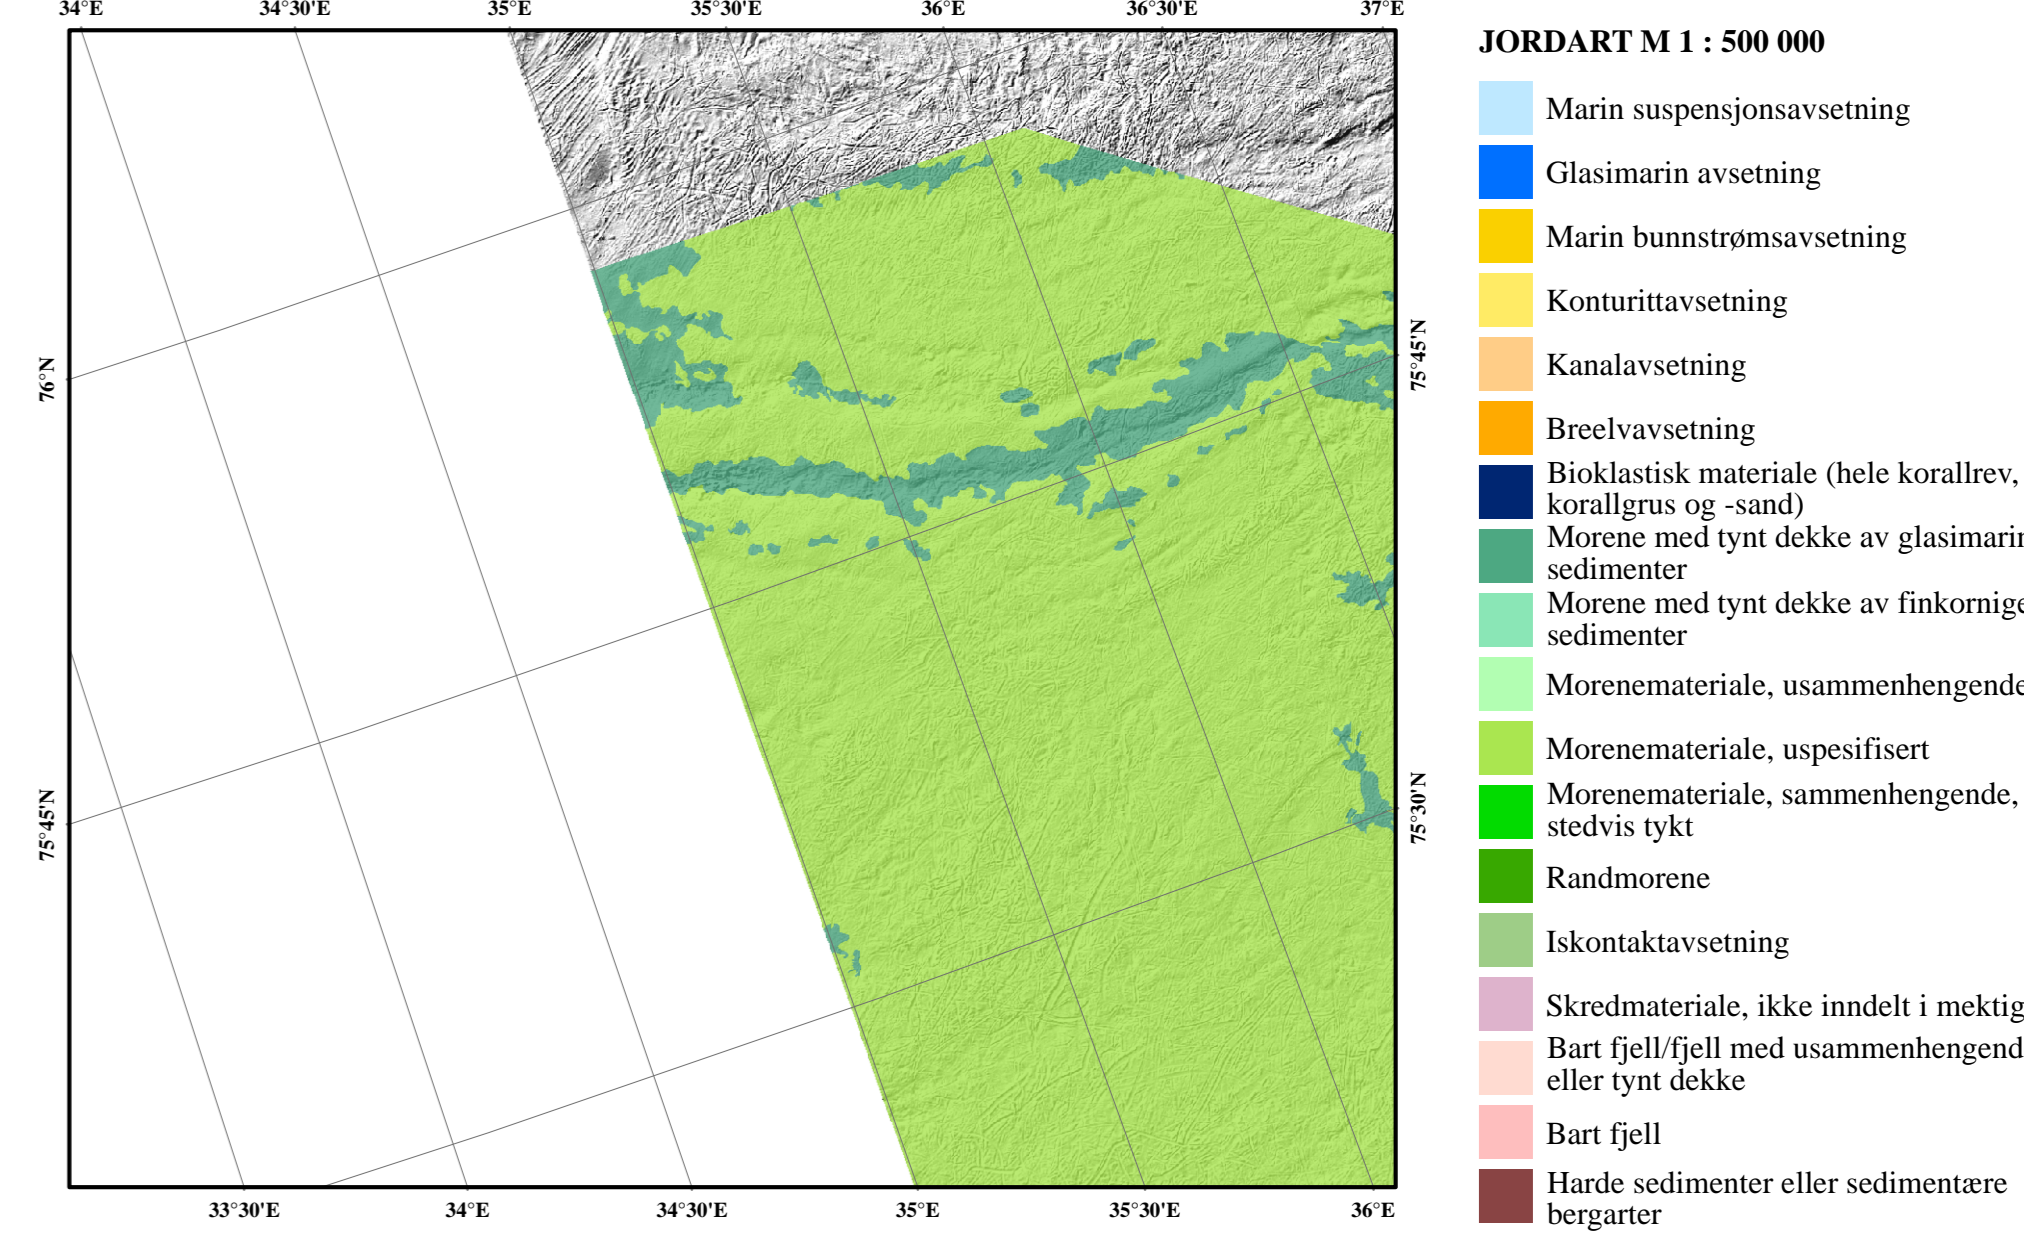 34°E 34°30'E 35°E 35°30'E 36°E 36°30'E 37°E
JORDART M 1 : 500 000
Marin suspensjonsavsetning
Glasimarin avsetning
Marin bunnstrømsavsetning
Konturittavsetning
Kanalavsetning
Breelvavsetning
Bioklastisk materiale (hele korallrev,
korallgrus og -sand)
Morene med tynt dekke av glasimarin
sedimenter
Morene med tynt dekke av finkornige
sedimenter
Morenemateriale, usammenhengende
Morenemateriale, uspesifisert
Morenemateriale, sammenhengende,
stedvis tykt
Randmorene
Iskontaktavsetning
Skredmateriale, ikke inndelt i mektig
Bart fjell/fjell med usammenhengend
eller tynt dekke
Bart fjell
Harde sedimenter eller sedimentære
bergarter
76°N
75°45'N
75°45'N
75°30'N
33°30'E 34°E 34°30'E 35°E 35°30'E 36°E